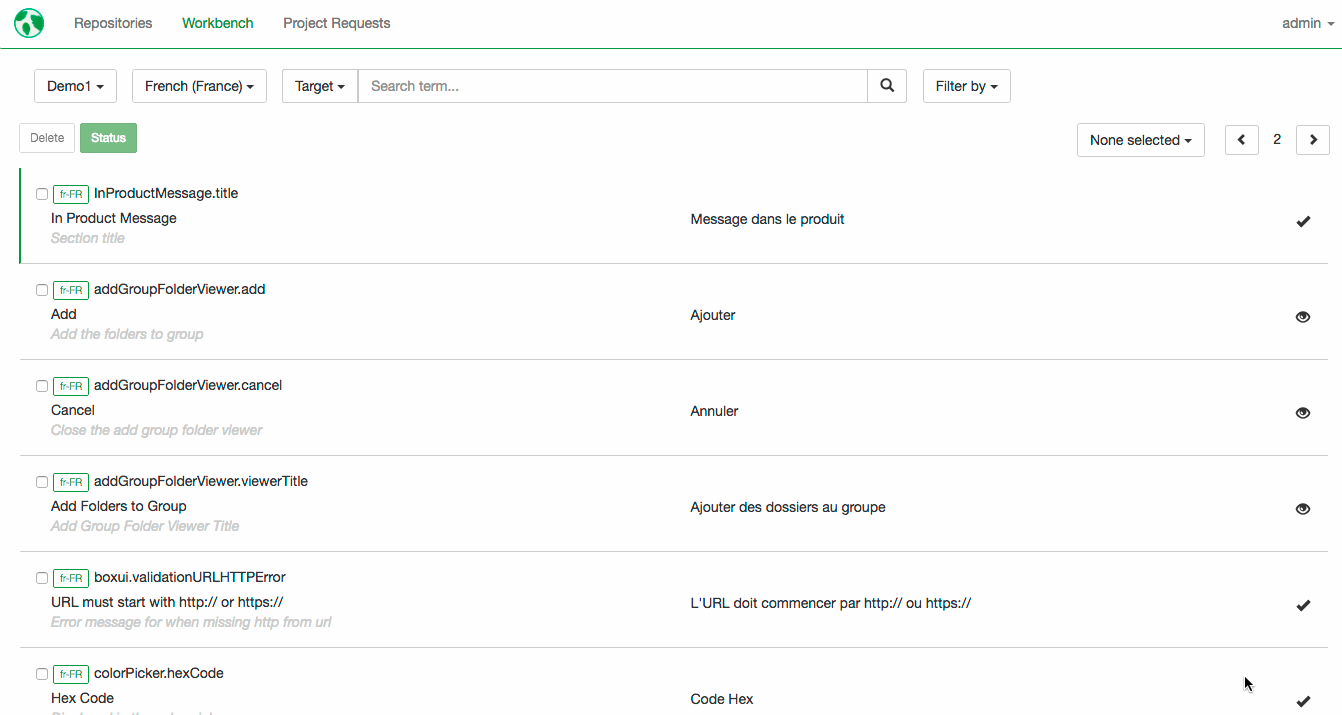 Repositories Workbench Project Requests admin
Demo1 French (France) Target Search term... Filter by
Delete Status None selected 2
fr-FR InProductMessage.title
In Product Message Message dans le produit
Section title
fr-FR addGroupFolderViewer.add
Add Ajouter
Add the folders to group
fr-FR addGroupFolderViewer.cancel
Cancel Annuler
Close the add group folder viewer
fr-FR addGroupFolderViewer.viewerTitle
Add Folders to Group Ajouter des dossiers au groupe
Add Group Folder Viewer Title
fr-FR boxui.validationURLHTTPError
URL must start with http:// or https:// L'URL doit commencer par http:// ou https://
Error message for when missing http from url
fr-FR colorPicker.hexCode
Hex Code Code Hex